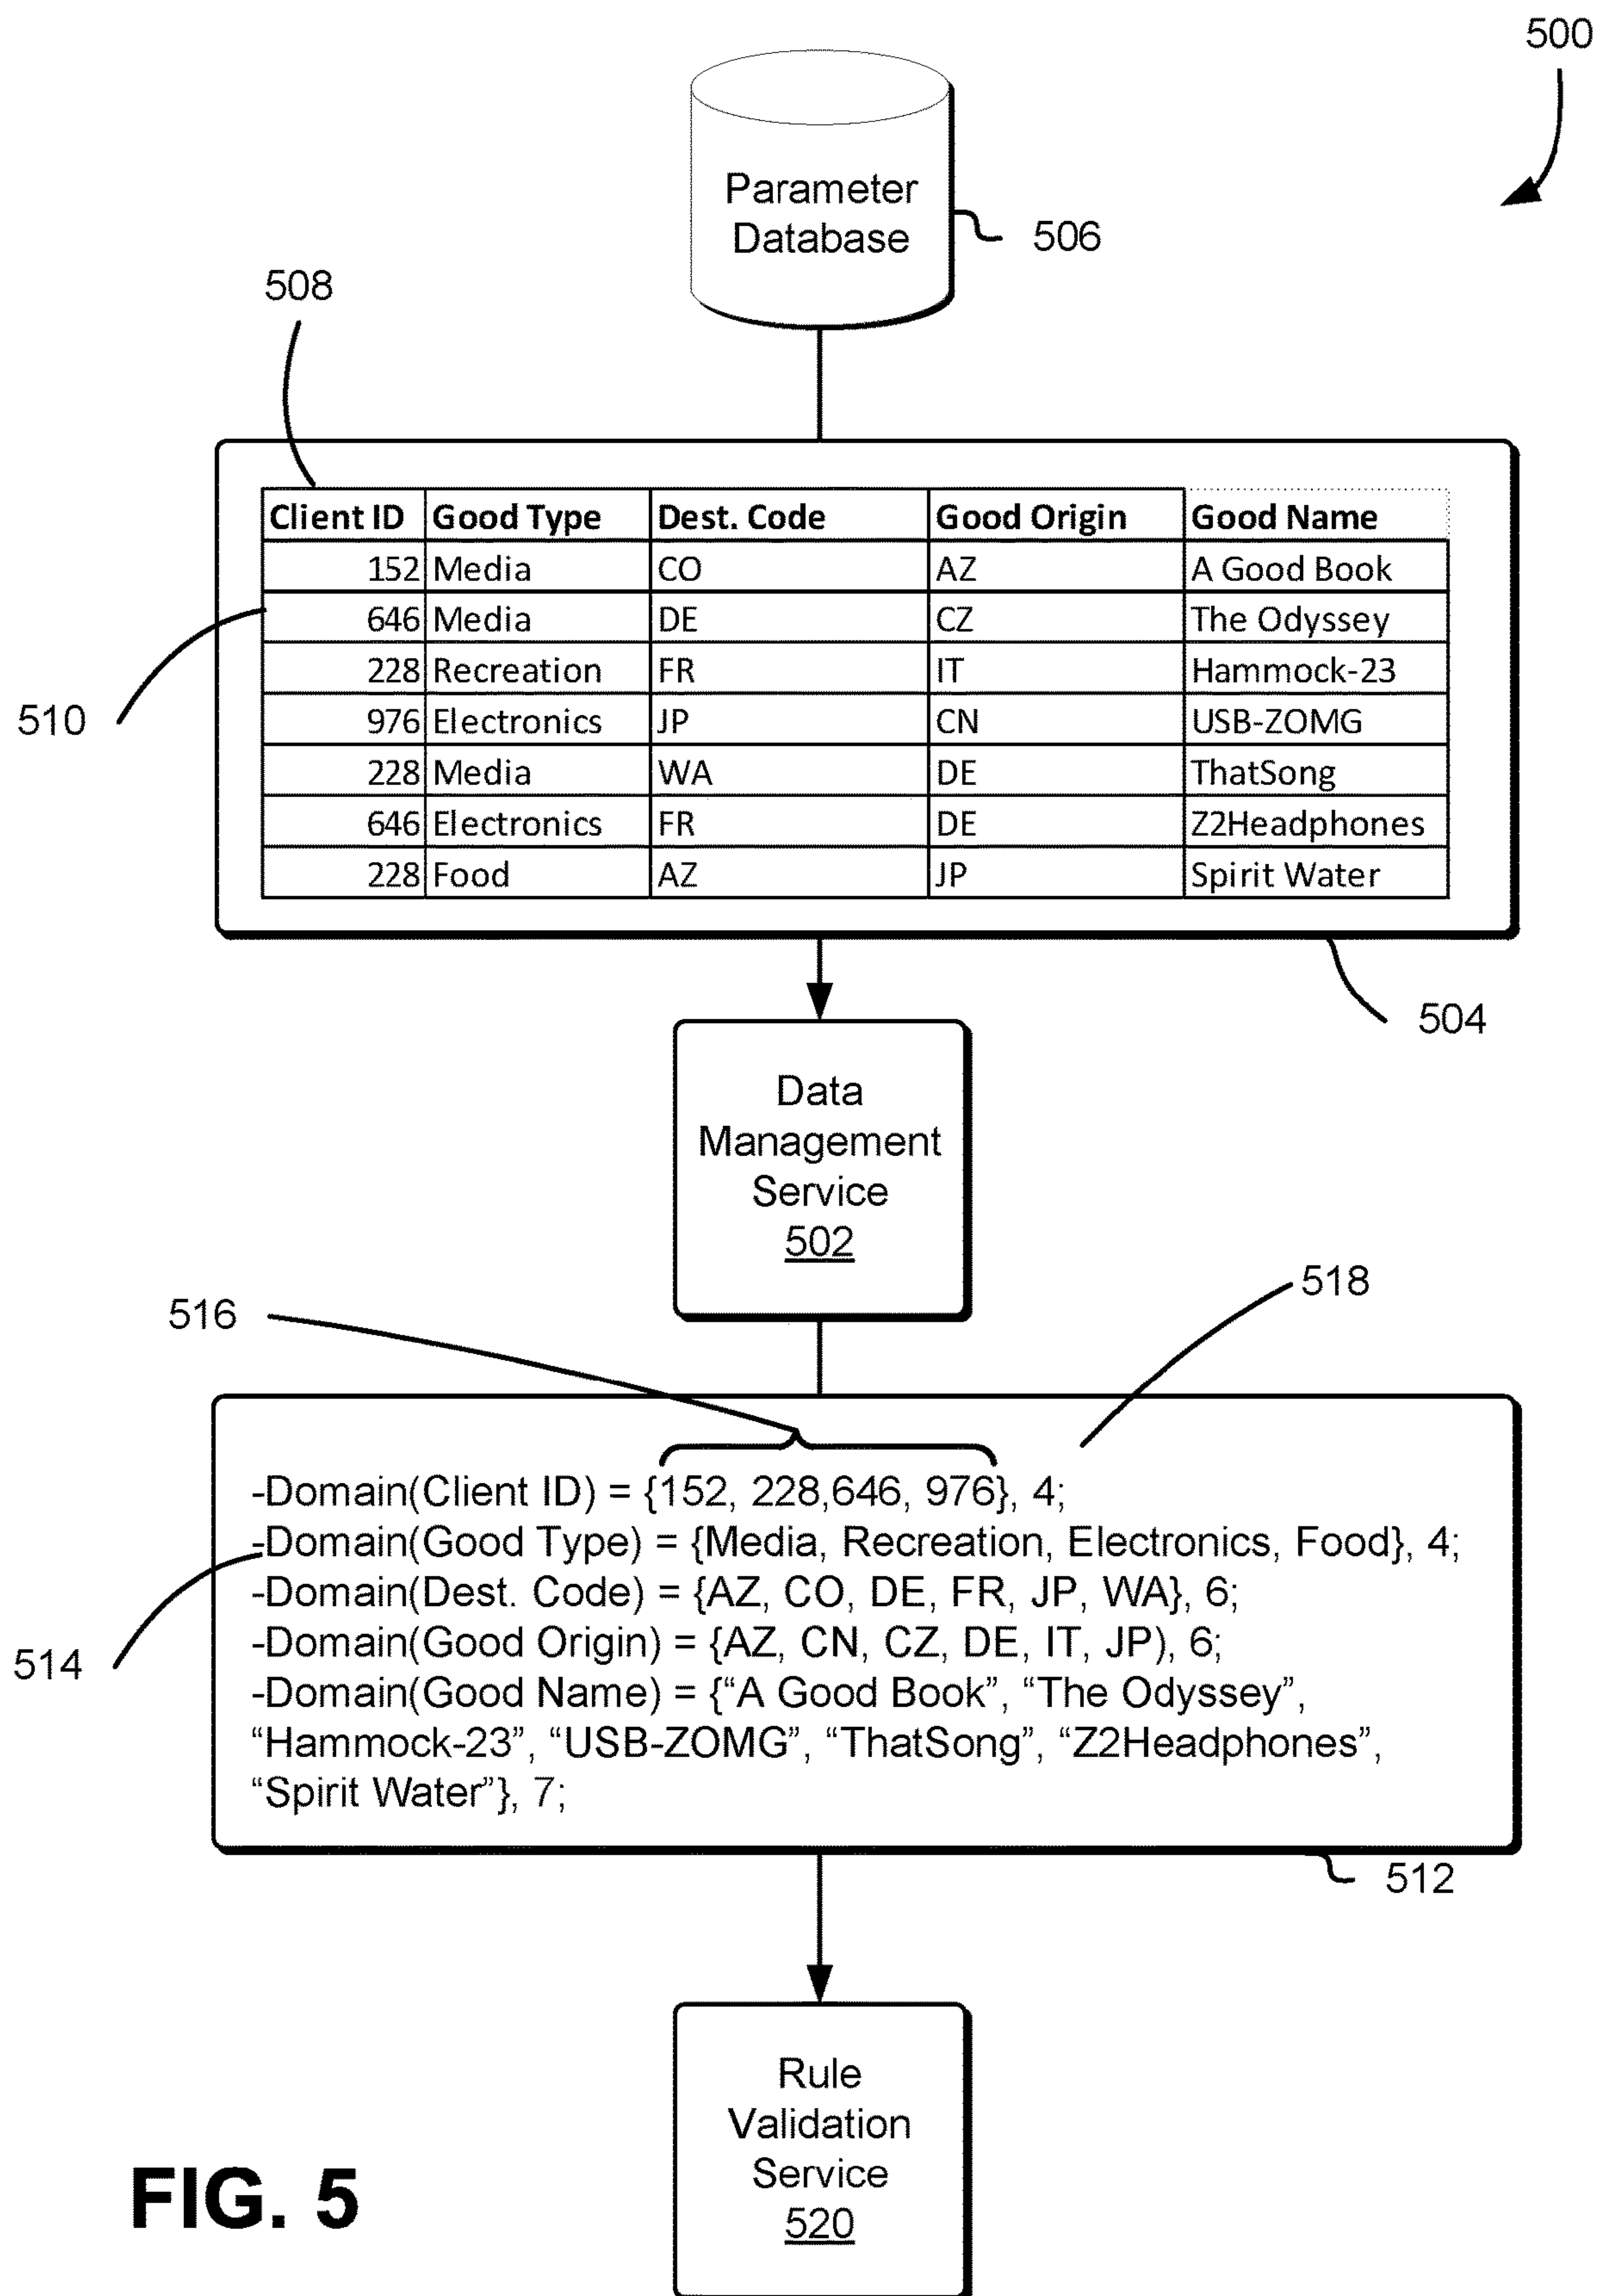 500
Parameter
Database
506
508
Client ID Good Type Dest. Code Good Origin Good Name
152 Media CO AZ A Good Book
646 Media DE CZ The Odyssey
228 Recreation FR IT Hammock-23
510
976 Electronics JP CN USB-ZOMG
228 Media WA DE ThatSong
646 Electronics FR DE Z2Headphones
228 Food AZ JP Spirit Water
504
Data
Management
Service
502
518
516
-Domain(Client ID) = {152, 228,646, 976}, 4;
-Domain(Good Type) = {Media, Recreation, Electronics, Food}, 4;
-Domain(Dest. Code) = {AZ, CO, DE, FR, JP, WA}, 6;
-Domain(Good Origin) = {AZ, CN, CZ, DE, IT, JP), 6;
514
-Domain(Good Name) = {“A Good Book”, “The Odyssey”,
“Hammock-23”, “USB-ZOMG”, “ThatSong”, “Z2Headphones”,
“Spirit Water”}, 7;
512
Rule
Validation
Service
520
FIG. 5